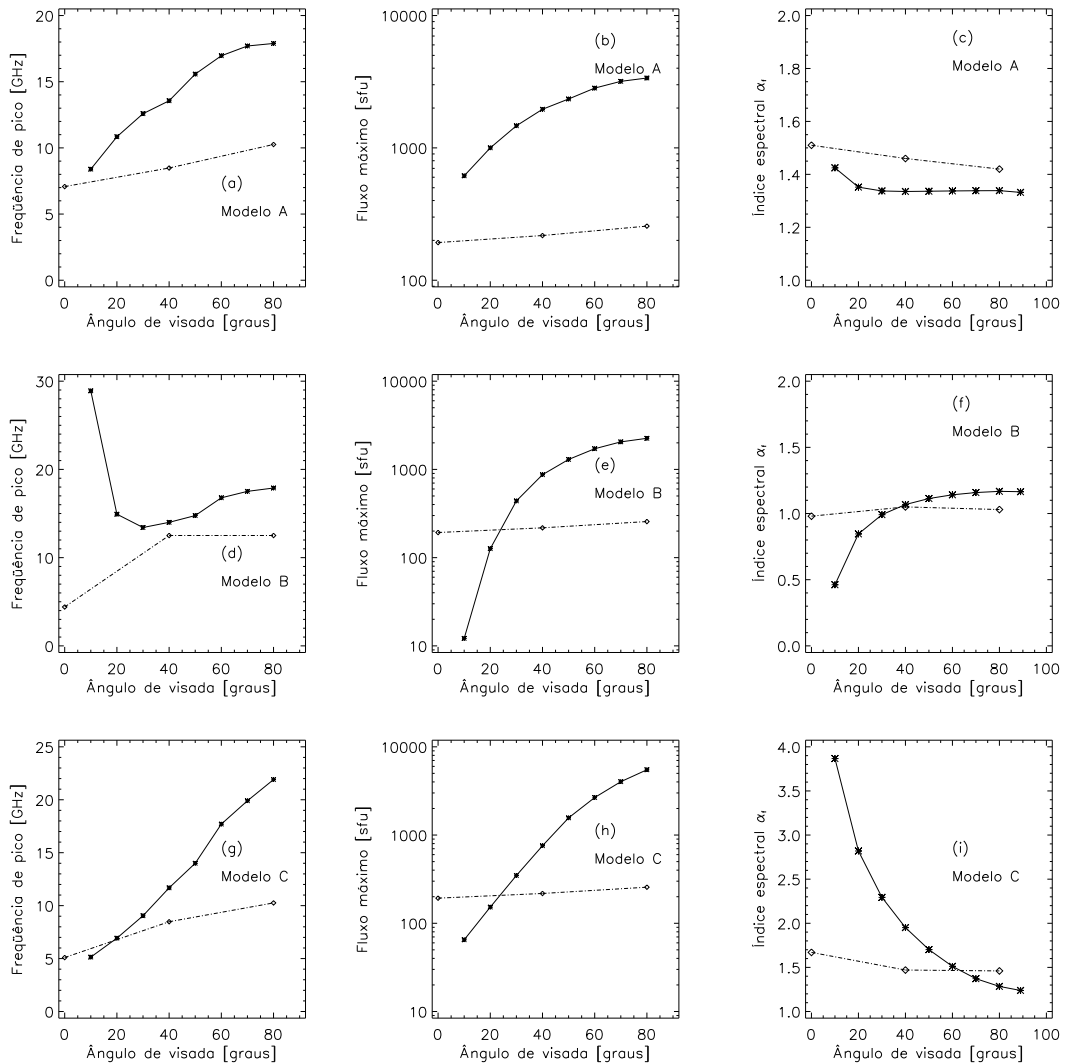 Freqüência de pico [GHz]
20
15
10
5
0
(a)
Modelo A
0 20 40 60 80
Ângulo de visada [graus]
Fluxo máximo [sfu]
10000
1000
100
(b)
Modelo A
0 20 40 60 80
Ângulo de visada [graus]
Índice espectral αf
2.0
1.8
1.6
1.4
1.2
1.0
(c)
Modelo A
0 20 40 60 80 100
Ângulo de visada [graus]
Freqüência de pico [GHz]
30
20
10
0
(d)
Modelo B
0 20 40 60 80
Ângulo de visada [graus]
Fluxo máximo [sfu]
10000
1000
100
10
(e)
Modelo B
0 20 40 60 80
Ângulo de visada [graus]
Índice espectral αf
2.0
1.5
1.0
0.5
0.0
(f)
Modelo B
0 20 40 60 80 100
Ângulo de visada [graus]
Freqüência de pico [GHz]
25
20
15
10
5
0
(g)
Modelo C
0 20 40 60 80
Ângulo de visada [graus]
Fluxo máximo [sfu]
10000
1000
100
10
(h)
Modelo C
0 20 40 60 80
Ângulo de visada [graus]
Índice espectral αf
4.0
3.5
3.0
2.5
2.0
1.5
1.0
(i)
Modelo C
0 20 40 60 80 100
Ângulo de visada [graus]